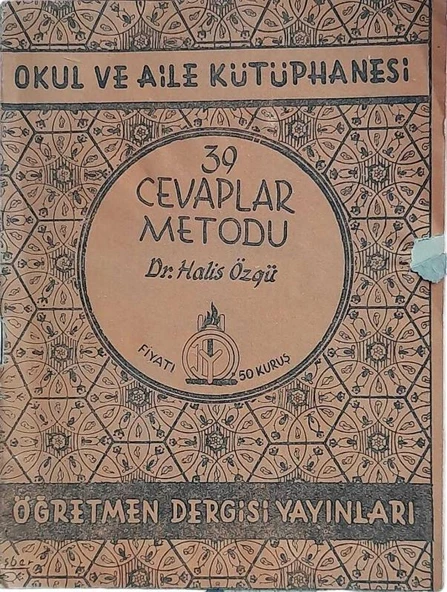 OKUL VE AİLE KÜTÜPHANESİ
39
CEVAPLAR
METODU
Dr. Halis Özgü
FİYATI 50 KURUŞ
ÖĞRETMEN DERGİSİ YAYINLARI